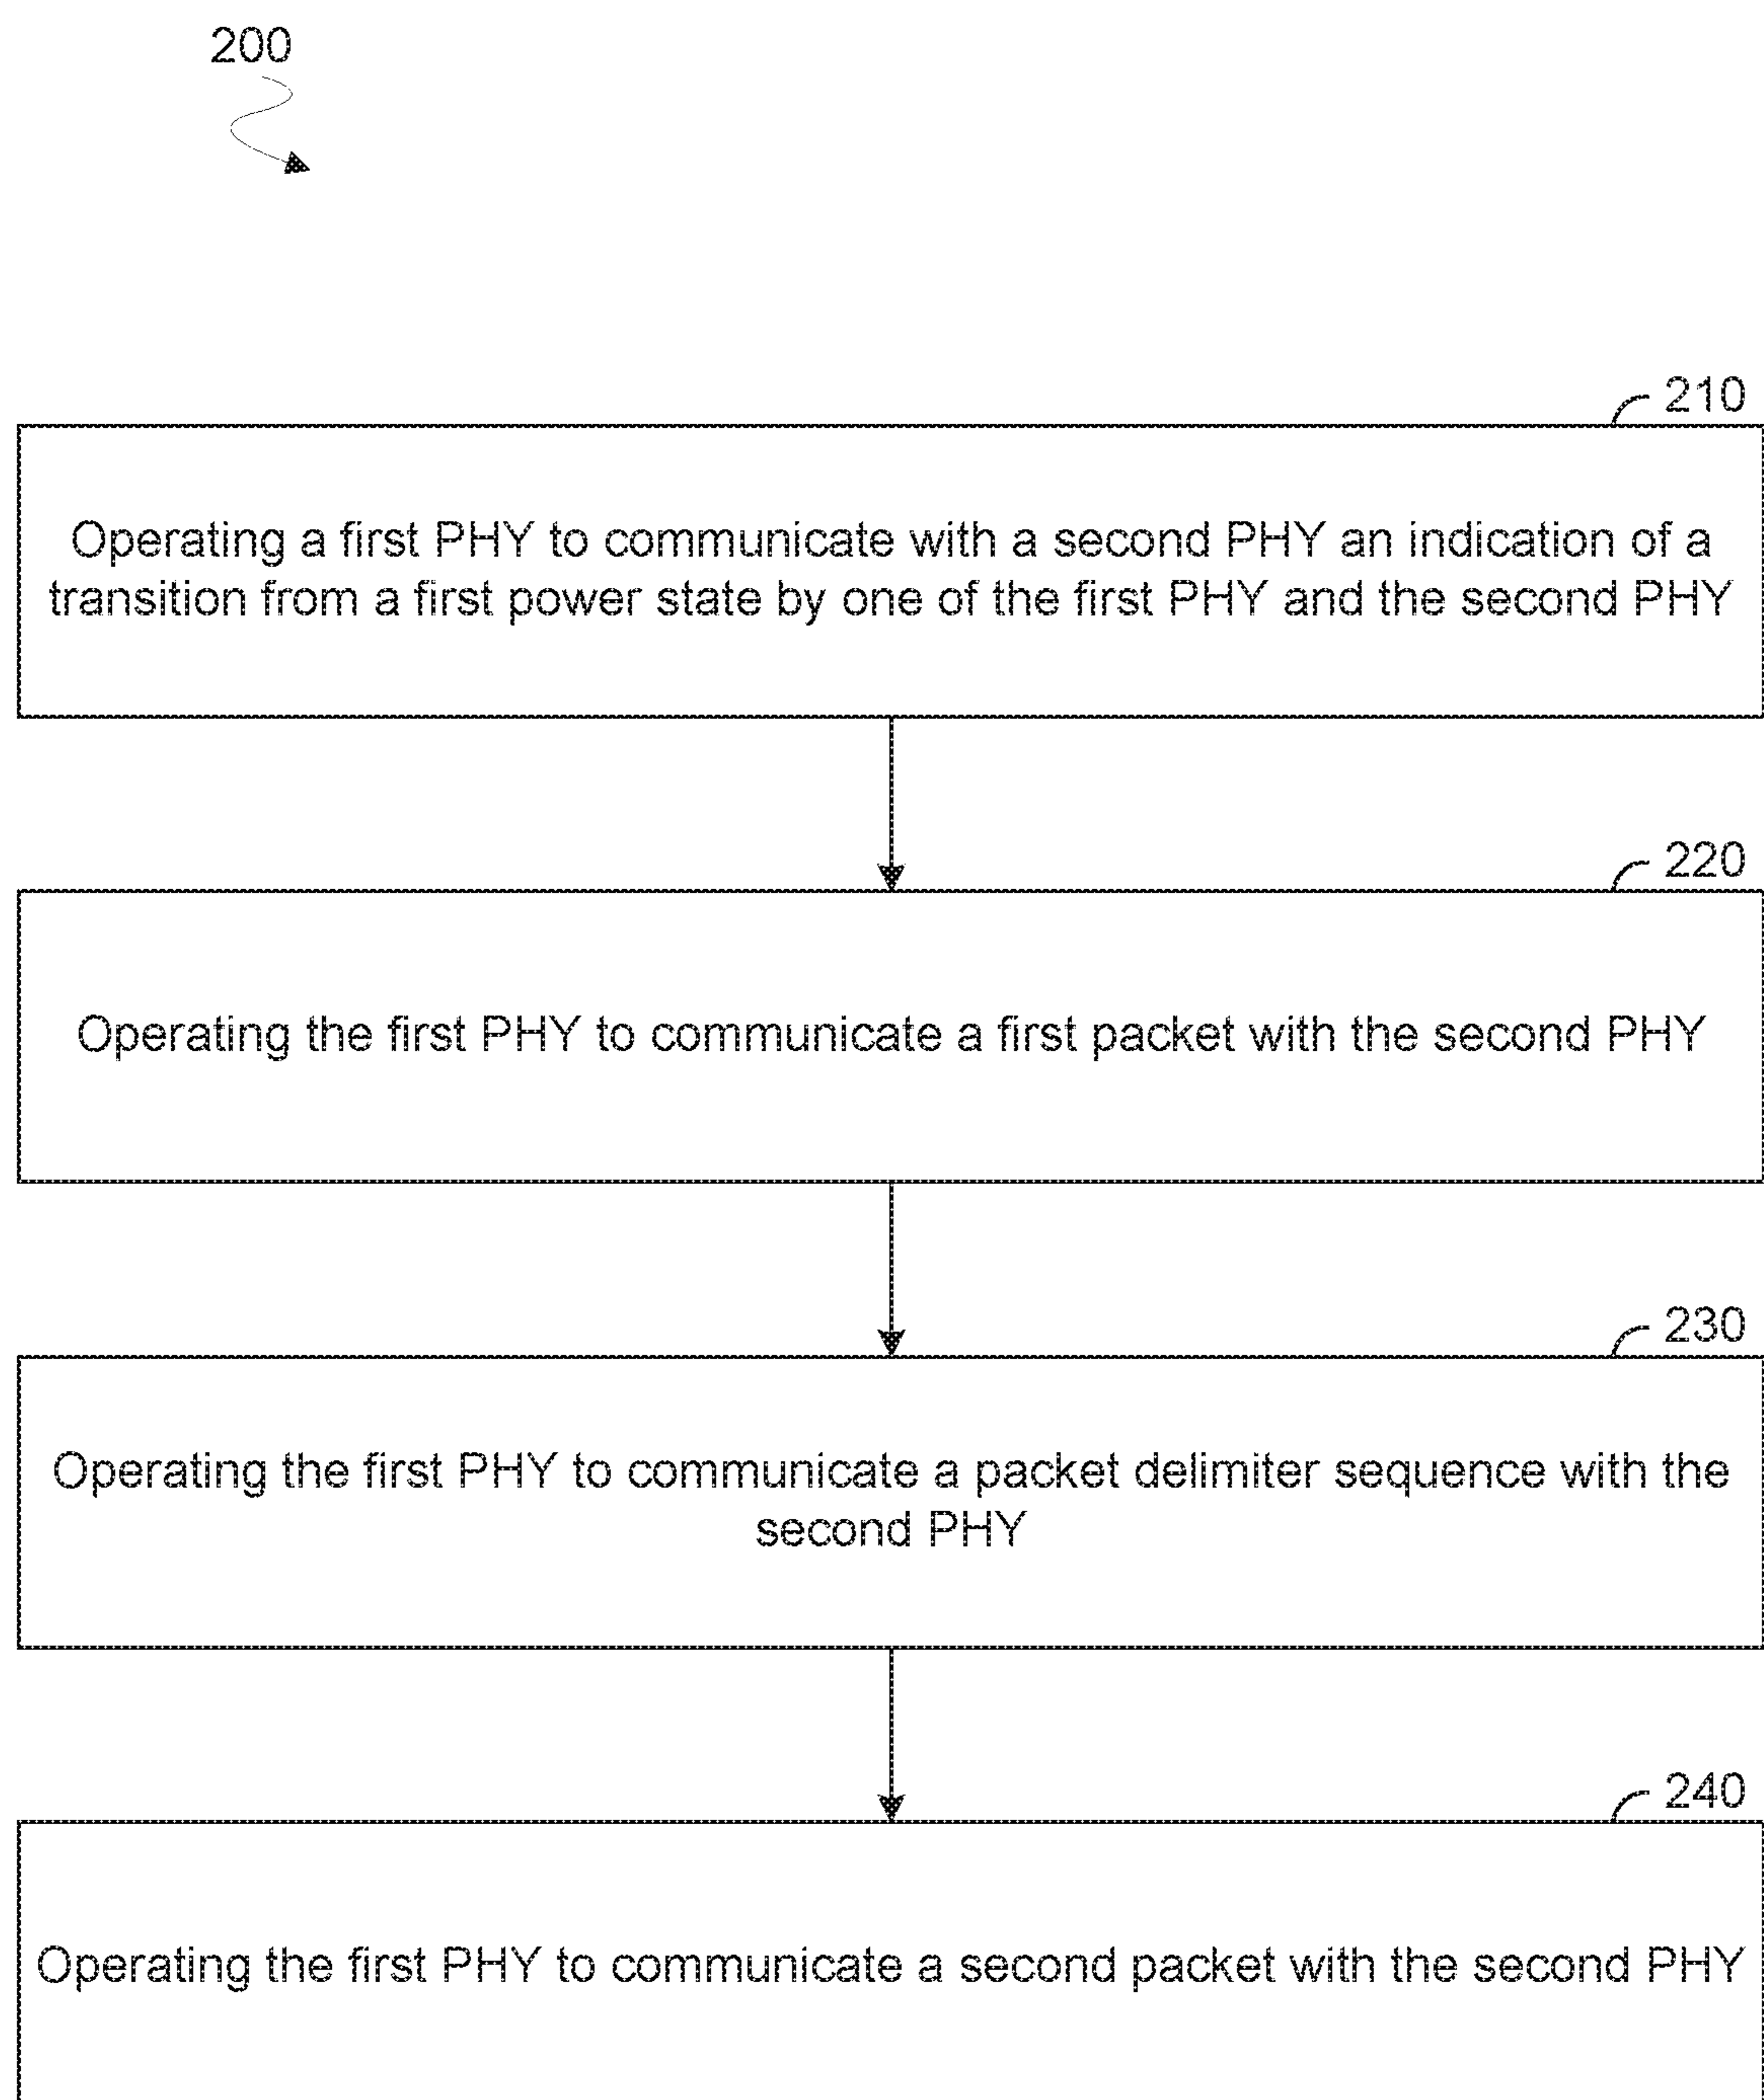 200
210
Operating a first PHY to communicate with a second PHY an indication of a
transition from a first power state by one of the first PHY and the second PHY
220
Operating the first PHY to communicate a first packet with the second PHY
230
Operating the first PHY to communicate a packet delimiter sequence with the
second PHY
240
Operating the first PHY to communicate a second packet with the second PHY